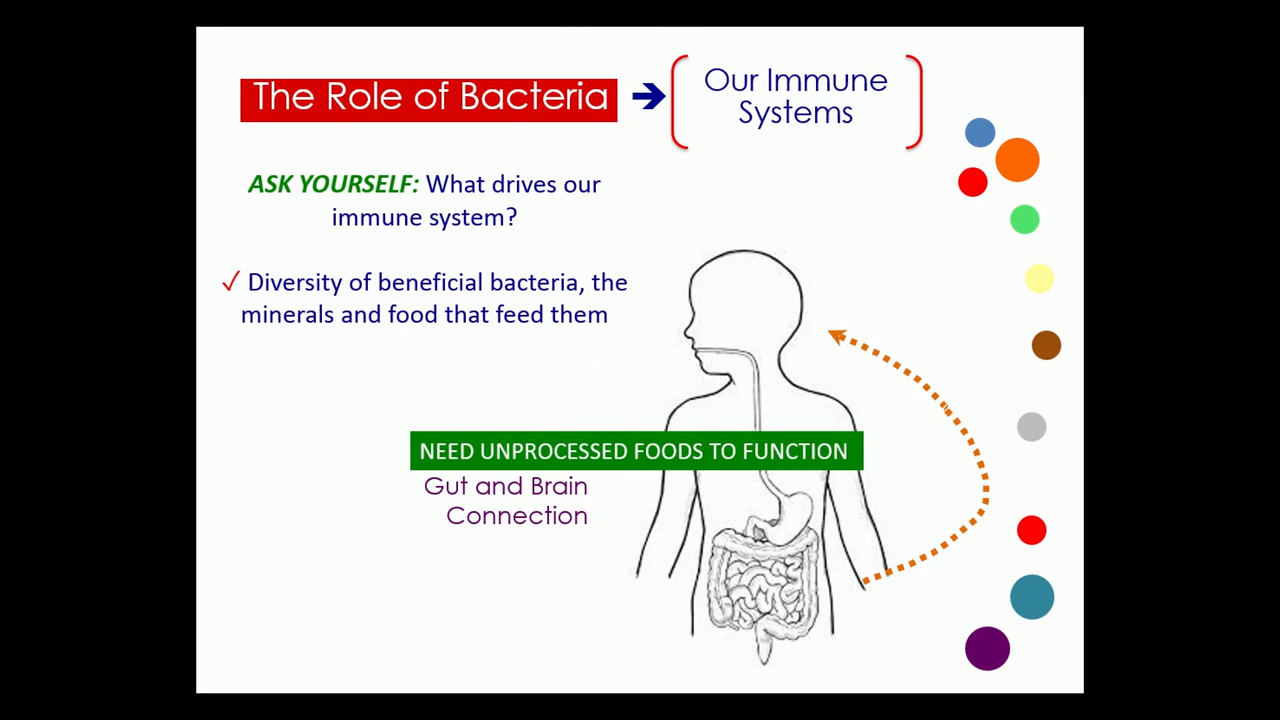 The Role of Bacteria
Our Immune
Systems
ASK YOURSELF: What drives our
immune system?
✓ Diversity of beneficial bacteria, the
minerals and food that feed them
NEED UNPROCESSED FOODS TO FUNCTION
Gut and Brain
Connection